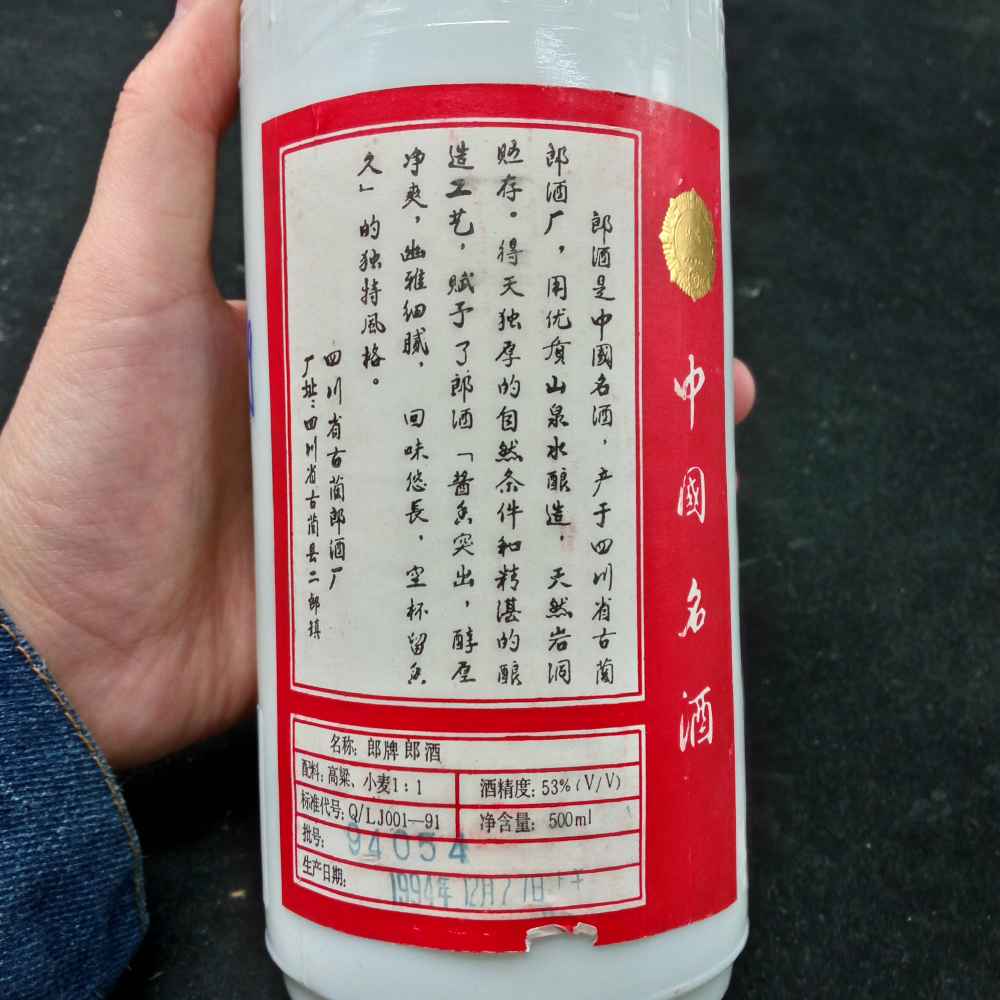 郎酒是中國名酒，产于四川省古蔺
郎酒厂，用优质山泉水酿造，天然岩洞
贮存。得天独厚的自然条件和精湛的酿
造工艺，赋予了郎酒「酱香突出，醇厚
净爽，幽雅细腻，回味悠長，空杯留香
久」的独特风格。
四川省古蔺郎酒厂
厂址：四川省古蔺县二郎镇
中國名酒
名称：郎牌郎酒
配料：高粱、小麦1：1
酒精度：53%(V/V)
标准代号：Q/LJ001—91
净含量：500ml
批号：94054
生产日期：1994年12月